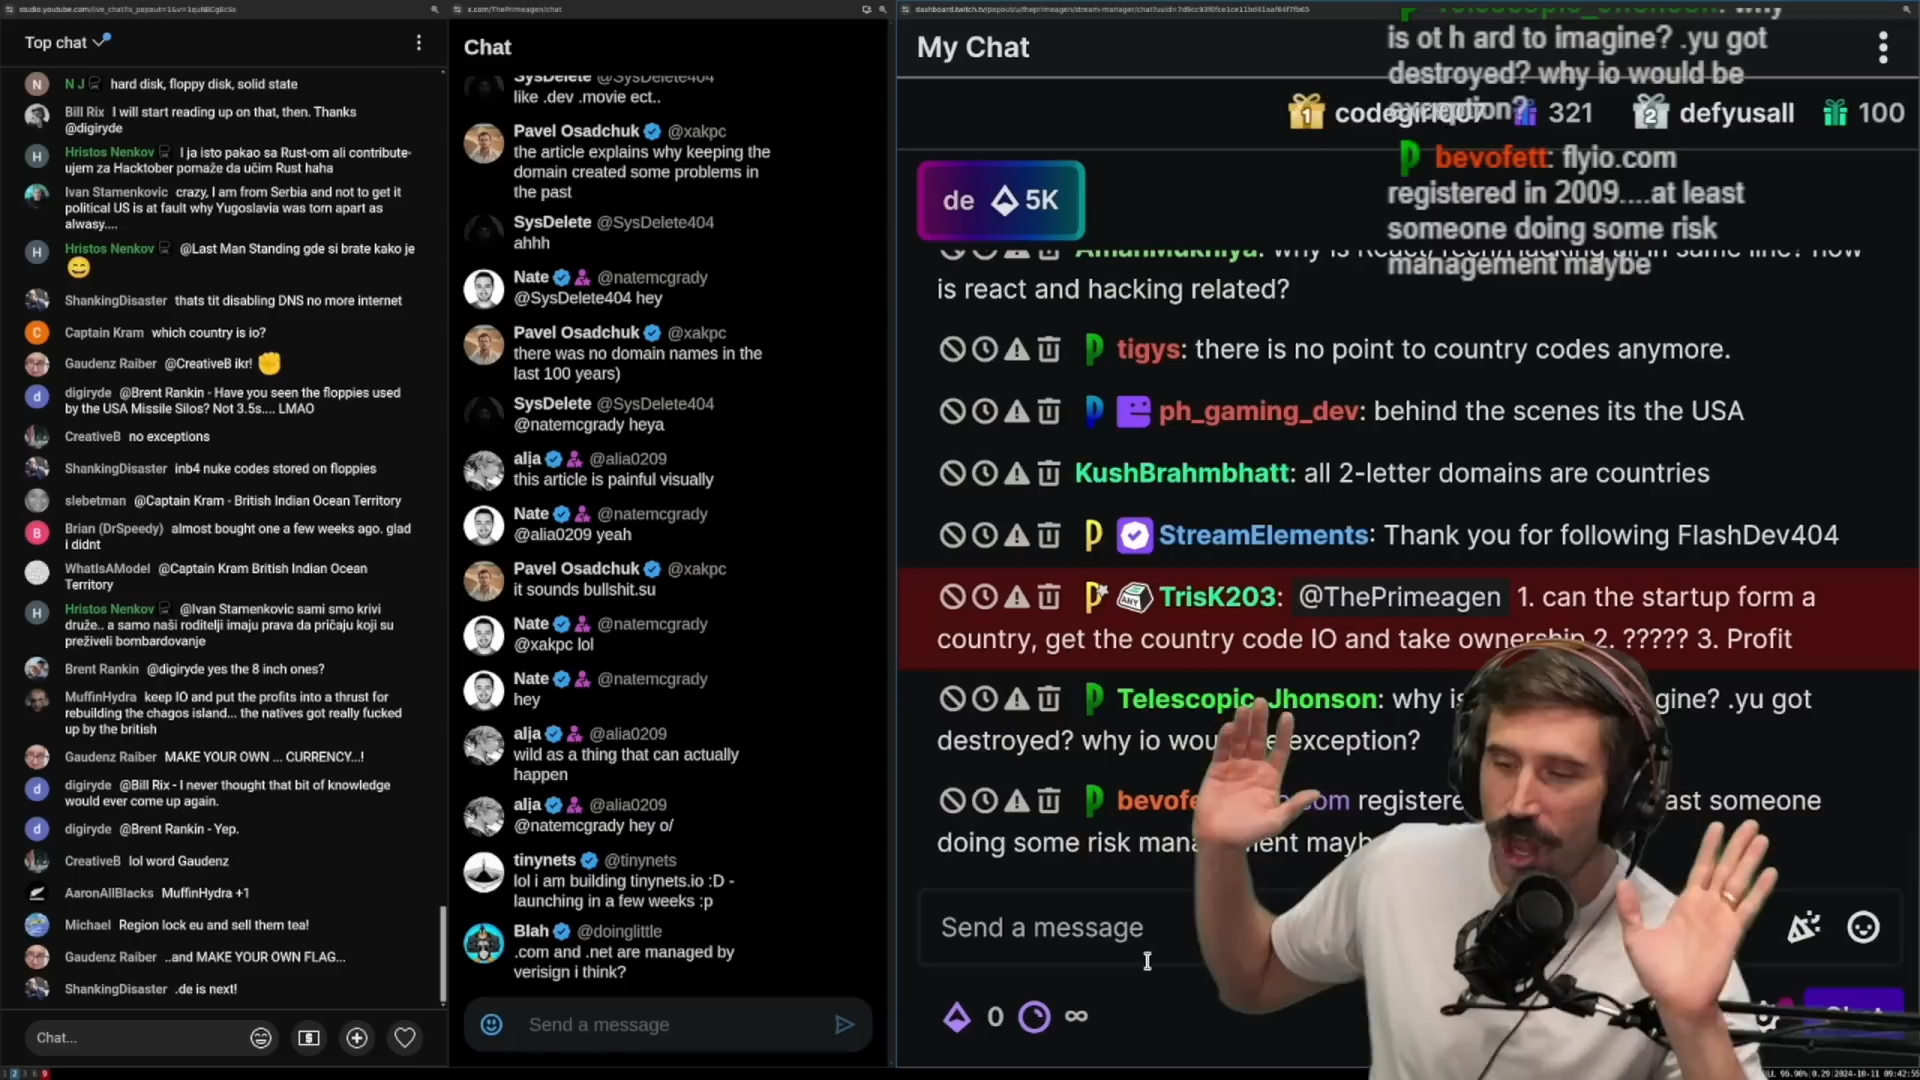 studio.youtube.com/live_chat?is_popout=1&v=1quNBCgEcSs
Top chat
N J hard disk, floppy disk, solid state
Bill Rix I will start reading up on that, then. Thanks
@digiryde
Hristos Nenkov I ja isto pakao sa Rust-om ali contribute-
ujem za Hacktober pomaže da učim Rust haha
Ivan Stamenkovic crazy, I am from Serbia and not to get it
political US is at fault why Yugoslavia was torn apart as
alwasy....
Hristos Nenkov @Last Man Standing gde si brate kako je
ShankingDisaster thats tit disabling DNS no more internet
Captain Kram which country is io?
Gaudenz Raiber @CreativeB ikr!
digiryde @Brent Rankin - Have you seen the floppies used
by the USA Missile Silos? Not 3.5s.... LMAO
CreativeB no exceptions
ShankingDisaster inb4 nuke codes stored on floppies
slebetman @Captain Kram - British Indian Ocean Territory
Brian (DrSpeedy) almost bought one a few weeks ago. glad
i didnt
WhatIsAModel @Captain Kram British Indian Ocean
Territory
Hristos Nenkov @Ivan Stamenkovic sami smo krivi
druže.. a samo naši roditelji imaju prava da pričaju koji su
preživeli bombardovanje
Brent Rankin @digiryde yes the 8 inch ones?
MuffinHydra keep IO and put the profits into a thrust for
rebuilding the chagos island... the natives got really fucked
up by the british
Gaudenz Raiber MAKE YOUR OWN ... CURRENCY...!
digiryde @Bill Rix - I never thought that bit of knowledge
would ever come up again.
digiryde @Brent Rankin - Yep.
CreativeB lol word Gaudenz
AaronAllBlacks MuffinHydra +1
Michael Region lock eu and sell them tea!
Gaudenz Raiber ..and MAKE YOUR OWN FLAG...
ShankingDisaster .de is next!
Chat...
x.com/ThePrimeagen/chat
Chat
SysDelete @SysDelete404
like .dev .movie ect..
Pavel Osadchuk @xakpc
the article explains why keeping the
domain created some problems in
the past
SysDelete @SysDelete404
ahhh
Nate @natemcgrady
@SysDelete404 hey
Pavel Osadchuk @xakpc
there was no domain names in the
last 100 years)
SysDelete @SysDelete404
@natemcgrady heya
alja @alia0209
this article is painful visually
Nate @natemcgrady
@alia0209 yeah
Pavel Osadchuk @xakpc
it sounds bullshit.su
Nate @natemcgrady
@xakpc lol
Nate @natemcgrady
hey
alja @alia0209
wild as a thing that can actually
happen
alja @alia0209
@natemcgrady hey o/
tinynets @tinynets
lol i am building tinynets.io :D -
launching in a few weeks :p
Blah @doinglittle
.com and .net are managed by
verisign i think?
Send a message
My Chat
1 321
2 defyusall 100
de 5K
AmanMukhiya: why is React/Tech/Hacking all in same line? how
is react and hacking related?
tigys: there is no point to country codes anymore.
ph_gaming_dev: behind the scenes its the USA
KushBrahmbhatt: all 2-letter domains are countries
StreamElements: Thank you for following FlashDev404
ANY TrisK203: @ThePrimeagen 1. can the startup form a
country, get the country code IO and take ownership 2. ????? 3. Profit
Telescopic_Jhonson: why is gine? .yu got
destroyed? why io wou e exception?
bevofe om registere ast someone
doing some risk mana ent mayb
Send a message
0 ∞
Telescopic_Jhonson: why
is ot h ard to imagine? .yu got
destroyed? why io would be
exception?
bevofett: flyio.com
registered in 2009....at least
someone doing some risk
management maybe
2024-10-11 09:42:55